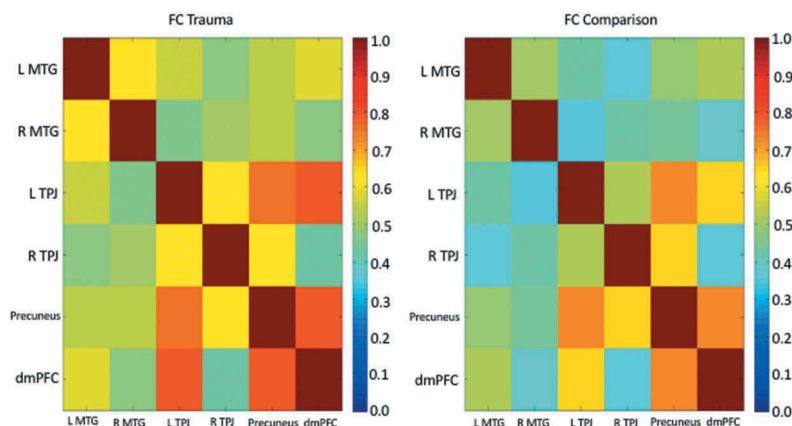 FC Trauma
L MTG
R MTG
L TPJ
R TPJ
Precuneus
dmPFC
L MTG R MTG L TPJ R TPJ Precuneus dmPFC
1.0
0.9
0.8
0.7
0.6
0.5
0.4
0.3
0.2
0.1
0.0
FC Comparison
L MTG
R MTG
L TPJ
R TPJ
Precuneus
dmPFC
L MTG R MTG L TPJ R TPJ Precuneus dmPFC
1.0
0.9
0.8
0.7
0.6
0.5
0.4
0.3
0.2
0.1
0.0